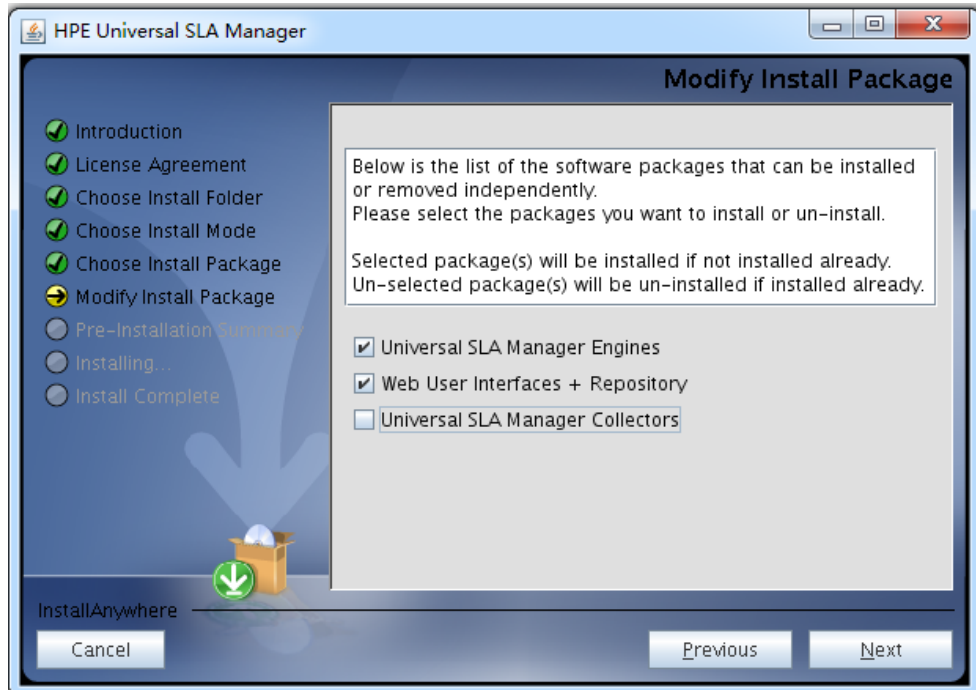 HPE Universal SLA Manager
Modify Install Package
Introduction
License Agreement
Choose Install Folder
Choose Install Mode
Choose Install Package
Modify Install Package
Pre-Installation Summary
Installing...
Install Complete
Below is the list of the software packages that can be installed
or removed independently.
Please select the packages you want to install or un-install.
Selected package(s) will be installed if not installed already.
Un-selected package(s) will be un-installed if installed already.
Universal SLA Manager Engines
Web User Interfaces + Repository
Universal SLA Manager Collectors
InstallAnywhere
Cancel
Previous
Next